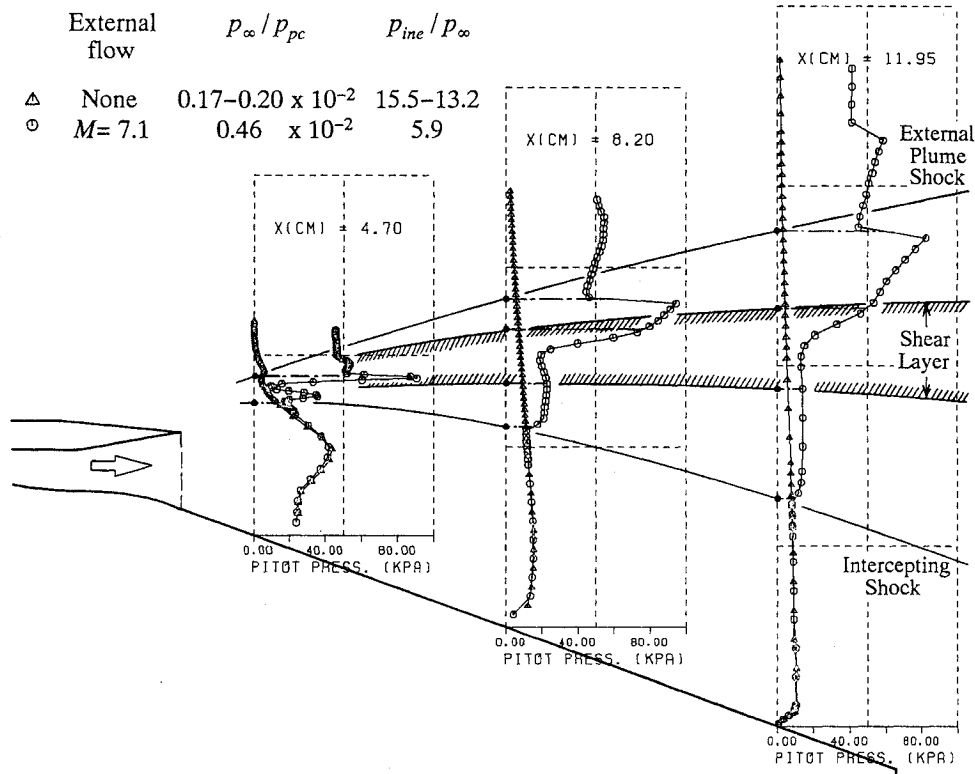 External flow p∞/p_pc p_ine/p∞
△ None 0.17–0.20 x 10⁻² 15.5–13.2
○ M= 7.1 0.46 x 10⁻² 5.9
X(CM) = 4.70
X(CM) = 8.20
X(CM) = 11.95
External
Plume
Shock
Shear
Layer
Intercepting
Shock
0.00 40.00 80.00
PITOT PRESS. (KPA)
0.00 40.00 80.00
PITOT PRESS. (KPA)
0.00 40.00 80.00
PITOT PRESS. (KPA)